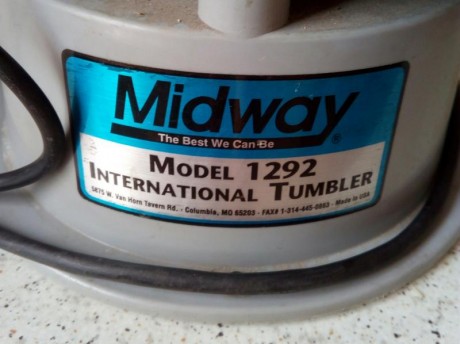 Midway®
The Best We Can Be
MODEL 1292
INTERNATIONAL TUMBLER
5875 W. Van Horn Tavern Rd. - Columbia, MO 65203 - FAX# 1-314-445-0893 - Made in USA